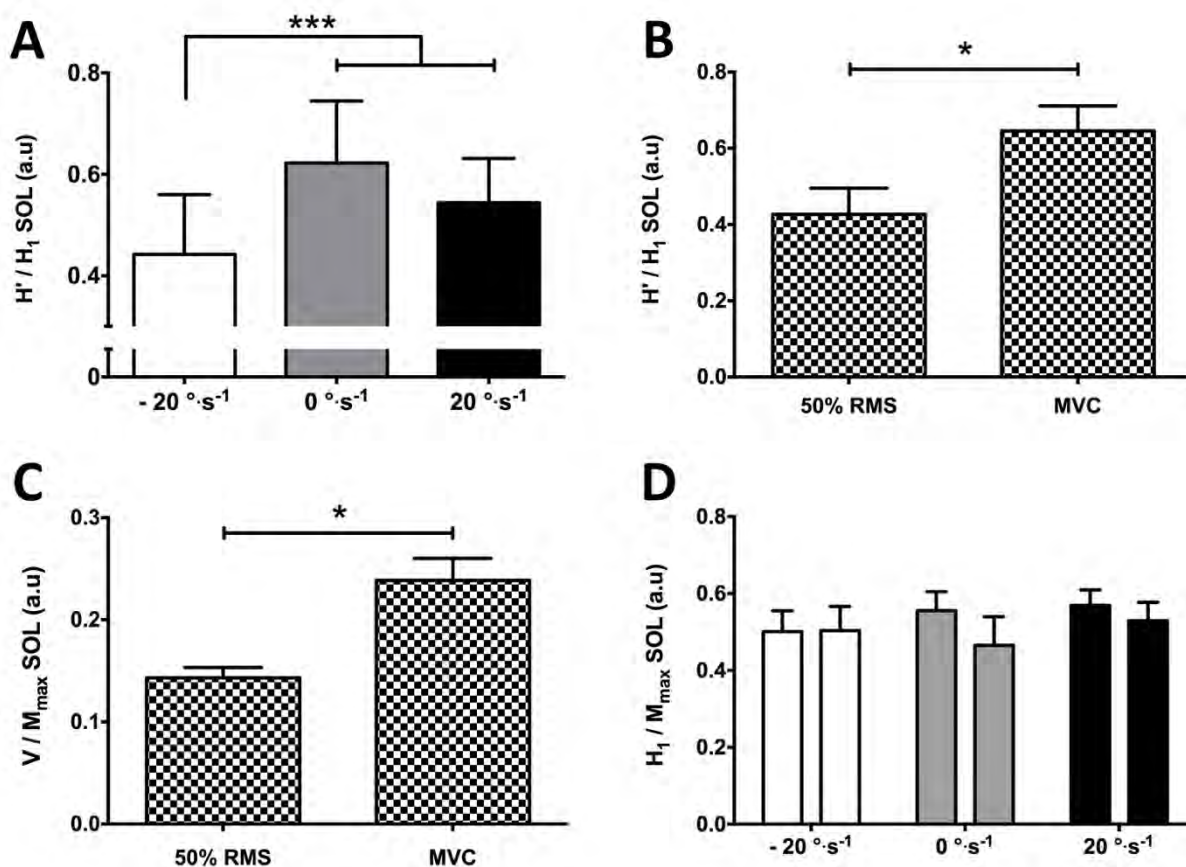 A
***
H' / H₁ SOL (a.u)
0.8
0.6
0.4
0
- 20 °·s⁻¹
0 °·s⁻¹
20 °·s⁻¹
B
*
H' / H₁ SOL (a.u)
0.8
0.6
0.4
0.2
0.0
50% RMS
MVC
C
*
V / Mmax SOL (a.u)
0.3
0.2
0.1
0.0
50% RMS
MVC
D
H₁ / Mmax SOL (a.u)
0.8
0.6
0.4
0.2
0.0
- 20 °·s⁻¹
0 °·s⁻¹
20 °·s⁻¹